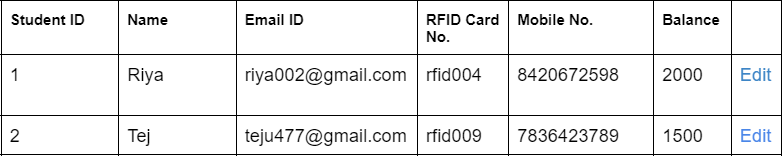 Student ID Name Email ID RFID Card No. Mobile No. Balance
1 Riya riya002@gmail.com rfid004 8420672598 2000 Edit
2 Tej teju477@gmail.com rfid009 7836423789 1500 Edit